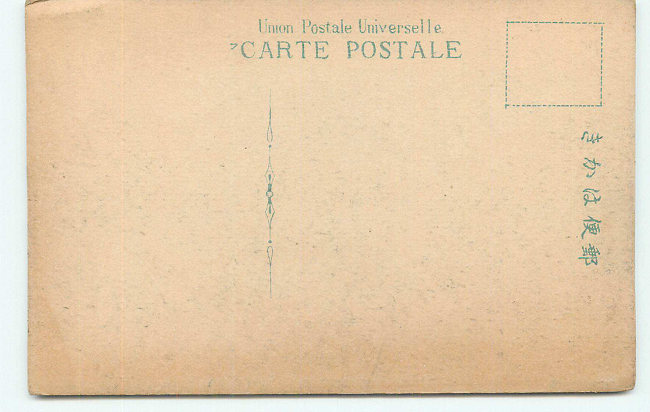 Union Postale Universelle.
CARTE POSTALE
郵便はかき